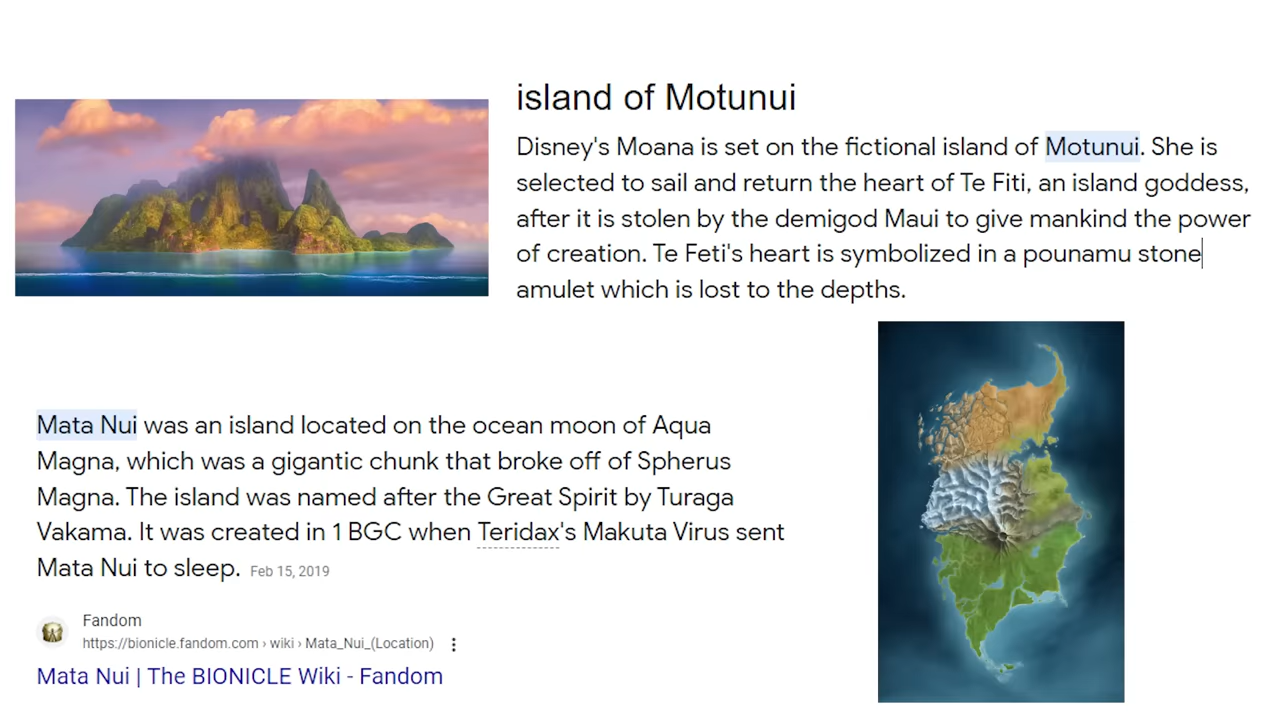 island of Motunui
Disney's Moana is set on the fictional island of Motunui. She is
selected to sail and return the heart of Te Fiti, an island goddess,
after it is stolen by the demigod Maui to give mankind the power
of creation. Te Feti's heart is symbolized in a pounamu stone
amulet which is lost to the depths.
Mata Nui was an island located on the ocean moon of Aqua
Magna, which was a gigantic chunk that broke off of Spherus
Magna. The island was named after the Great Spirit by Turaga
Vakama. It was created in 1 BGC when Teridax's Makuta Virus sent
Mata Nui to sleep. Feb 15, 2019
Fandom
https://bionicle.fandom.com › wiki › Mata_Nui_(Location)
Mata Nui | The BIONICLE Wiki - Fandom